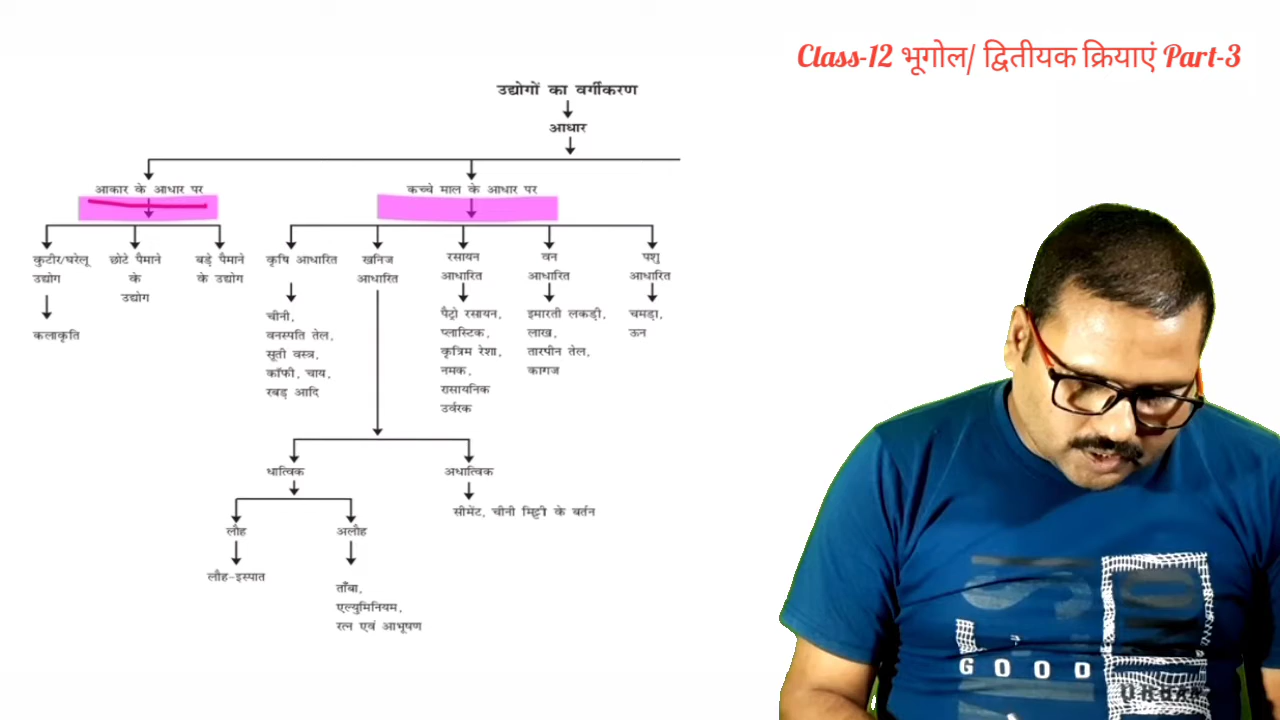 Class-12 भूगोल/ द्वितीयक क्रियाएं Part-3
उद्योगों का वर्गीकरण
आधार
आकार के आधार पर
कच्चे माल के आधार पर
कुटीर/घरेलू
उद्योग
छोटे पैमाने
के
उद्योग
बड़े पैमाने
के उद्योग
कृषि आधारित
खनिज
आधारित
रसायन
आधारित
वन
आधारित
पशु
आधारित
कलाकृति
चीनी,
वनस्पति तेल,
सूती वस्त्र,
कॉफी, चाय,
रबड़ आदि
पैट्रो रसायन,
प्लास्टिक,
कृत्रिम रेशा,
नमक,
रासायनिक
उर्वरक
इमारती लकड़ी,
लाख,
तारपीन तेल,
कागज
चमड़ा,
ऊन
धात्विक
अधात्विक
सीमेंट, चीनी मिट्टी के बर्तन
लौह
अलौह
लौह-इस्पात
ताँबा,
एल्युमिनियम,
रत्न एवं आभूषण
GOOD
URBAN